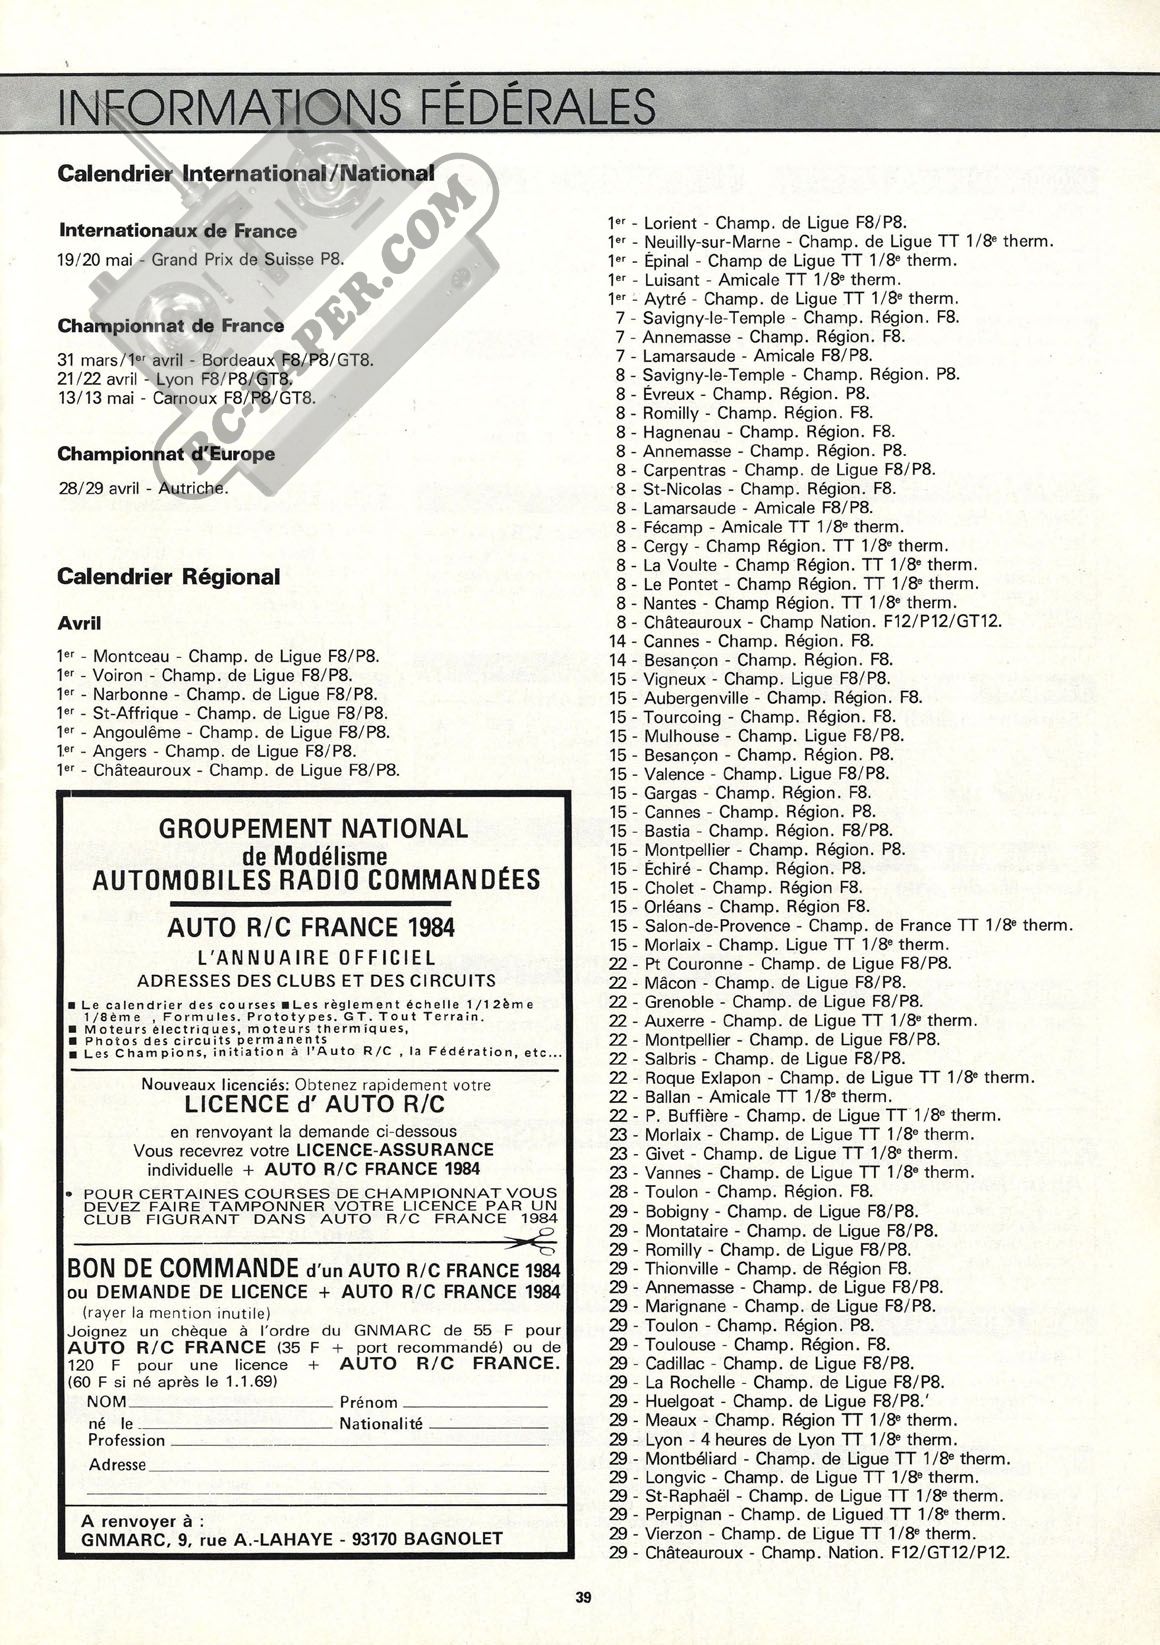 INFORMATIONS FÉDÉRALES
Calendrier International/National
Internationaux de France
19/20 mai - Grand Prix de Suisse P8.
Championnat de France
31 mars/1er avril - Bordeaux F8/P8/GT8.
21/22 avril - Lyon F8/P8/GT8.
13/13 mai - Carnoux F8/P8/GT8.
Championnat d'Europe
28/29 avril - Autriche.
RC-PAPER.COM
Calendrier Régional
Avril
1er - Montceau - Champ. de Ligue F8/P8.
1er - Voiron - Champ. de Ligue F8/P8.
1er - Narbonne - Champ. de Ligue F8/P8.
1er - St-Affrique - Champ. de Ligue F8/P8.
1er - Angoulême - Champ. de Ligue F8/P8.
1er - Angers - Champ. de Ligue F8/P8.
1er - Châteauroux - Champ. de Ligue F8/P8.
GROUPEMENT NATIONAL
de Modélisme
AUTOMOBILES RADIO COMMANDÉES
AUTO R/C FRANCE 1984
L'ANNUAIRE OFFICIEL
ADRESSES DES CLUBS ET DES CIRCUITS
■ Le calendrier des courses ■ Les règlement échelle 1/12ème
1/8ème , Formules. Prototypes. GT. Tout Terrain.
■ Moteurs électriques, moteurs thermiques,
■ Photos des circuits permanents
■ Les Champions, initiation à l'Auto R/C , la Fédération, etc...
Nouveaux licenciés: Obtenez rapidement votre
LICENCE d' AUTO R/C
en renvoyant la demande ci-dessous
Vous recevrez votre LICENCE-ASSURANCE
individuelle + AUTO R/C FRANCE 1984
• POUR CERTAINES COURSES DE CHAMPIONNAT VOUS
DEVEZ FAIRE TAMPONNER VOTRE LICENCE PAR UN
CLUB FIGURANT DANS AUTO R/C FRANCE 1984
BON DE COMMANDE d'un AUTO R/C FRANCE 1984
ou DEMANDE DE LICENCE + AUTO R/C FRANCE 1984
(rayer la mention inutile)
Joignez un chèque à l'ordre du GNMARC de 55 F pour
AUTO R/C FRANCE (35 F + port recommandé) ou de
120 F pour une licence + AUTO R/C FRANCE.
(60 F si né après le 1.1.69)
NOM Prénom
né le Nationalité
Profession
Adresse
A renvoyer à :
GNMARC, 9, rue A.-LAHAYE - 93170 BAGNOLET
1er - Lorient - Champ. de Ligue F8/P8.
1er - Neuilly-sur-Marne - Champ. de Ligue TT 1/8e therm.
1er - Épinal - Champ de Ligue TT 1/8e therm.
1er - Luisant - Amicale TT 1/8e therm.
1er - Aytré - Champ. de Ligue TT 1/8e therm.
7 - Savigny-le-Temple - Champ. Région. F8.
7 - Annemasse - Champ. Région. F8.
7 - Lamarsaude - Amicale F8/P8.
8 - Savigny-le-Temple - Champ. Région. P8.
8 - Évreux - Champ. Région. P8.
8 - Romilly - Champ. Région. F8.
8 - Hagnenau - Champ. Région. F8.
8 - Annemasse - Champ. Région. P8.
8 - Carpentras - Champ. de Ligue F8/P8.
8 - St-Nicolas - Champ. Région. F8.
8 - Lamarsaude - Amicale F8/P8.
8 - Fécamp - Amicale TT 1/8e therm.
8 - Cergy - Champ Région. TT 1/8e therm.
8 - La Voulte - Champ Région. TT 1/8e therm.
8 - Le Pontet - Champ Région. TT 1/8e therm.
8 - Nantes - Champ Région. TT 1/8e therm.
8 - Châteauroux - Champ Nation. F12/P12/GT12.
14 - Cannes - Champ. Région. F8.
14 - Besançon - Champ. Région. F8.
15 - Vigneux - Champ. Ligue F8/P8.
15 - Aubergenville - Champ. Région. F8.
15 - Tourcoing - Champ. Région. F8.
15 - Mulhouse - Champ. Ligue F8/P8.
15 - Besançon - Champ. Région. P8.
15 - Valence - Champ. Ligue F8/P8.
15 - Gargas - Champ. Région. F8.
15 - Cannes - Champ. Région. P8.
15 - Bastia - Champ. Région. F8/P8.
15 - Montpellier - Champ. Région. P8.
15 - Échiré - Champ. Région. P8.
15 - Cholet - Champ. Région F8.
15 - Orléans - Champ. Région F8.
15 - Salon-de-Provence - Champ. de France TT 1/8e therm.
15 - Morlaix - Champ. Ligue TT 1/8e therm.
22 - Pt Couronne - Champ. de Ligue F8/P8.
22 - Mâcon - Champ. de Ligue F8/P8.
22 - Grenoble - Champ. de Ligue F8/P8.
22 - Auxerre - Champ. de Ligue TT 1/8e therm.
22 - Montpellier - Champ. de Ligue F8/P8.
22 - Salbris - Champ. de Ligue F8/P8.
22 - Roque Exlapon - Champ. de Ligue TT 1/8e therm.
22 - Ballan - Amicale TT 1/8e therm.
22 - P. Buffière - Champ. de Ligue TT 1/8e therm.
23 - Morlaix - Champ. de Ligue TT 1/8e therm.
23 - Givet - Champ. de Ligue TT 1/8e therm.
23 - Vannes - Champ. de Ligue TT 1/8e therm.
28 - Toulon - Champ. Région. F8.
29 - Bobigny - Champ. de Ligue F8/P8.
29 - Montataire - Champ. de Ligue F8/P8.
29 - Romilly - Champ. de Ligue F8/P8.
29 - Thionville - Champ. de Région F8.
29 - Annemasse - Champ. de Ligue F8/P8.
29 - Marignane - Champ. de Ligue F8/P8.
29 - Toulon - Champ. Région. P8.
29 - Toulouse - Champ. Région. F8.
29 - Cadillac - Champ. de Ligue F8/P8.
29 - La Rochelle - Champ. de Ligue F8/P8.
29 - Huelgoat - Champ. de Ligue F8/P8.'
29 - Meaux - Champ. Région TT 1/8e therm.
29 - Lyon - 4 heures de Lyon TT 1/8e therm.
29 - Montbéliard - Champ. de Ligue TT 1/8e therm.
29 - Longvic - Champ. de Ligue TT 1/8e therm.
29 - St-Raphaël - Champ. de Ligue TT 1/8e therm.
29 - Perpignan - Champ. de Ligued TT 1/8e therm.
29 - Vierzon - Champ. de Ligue TT 1/8e therm.
29 - Châteauroux - Champ. Nation. F12/GT12/P12.
39